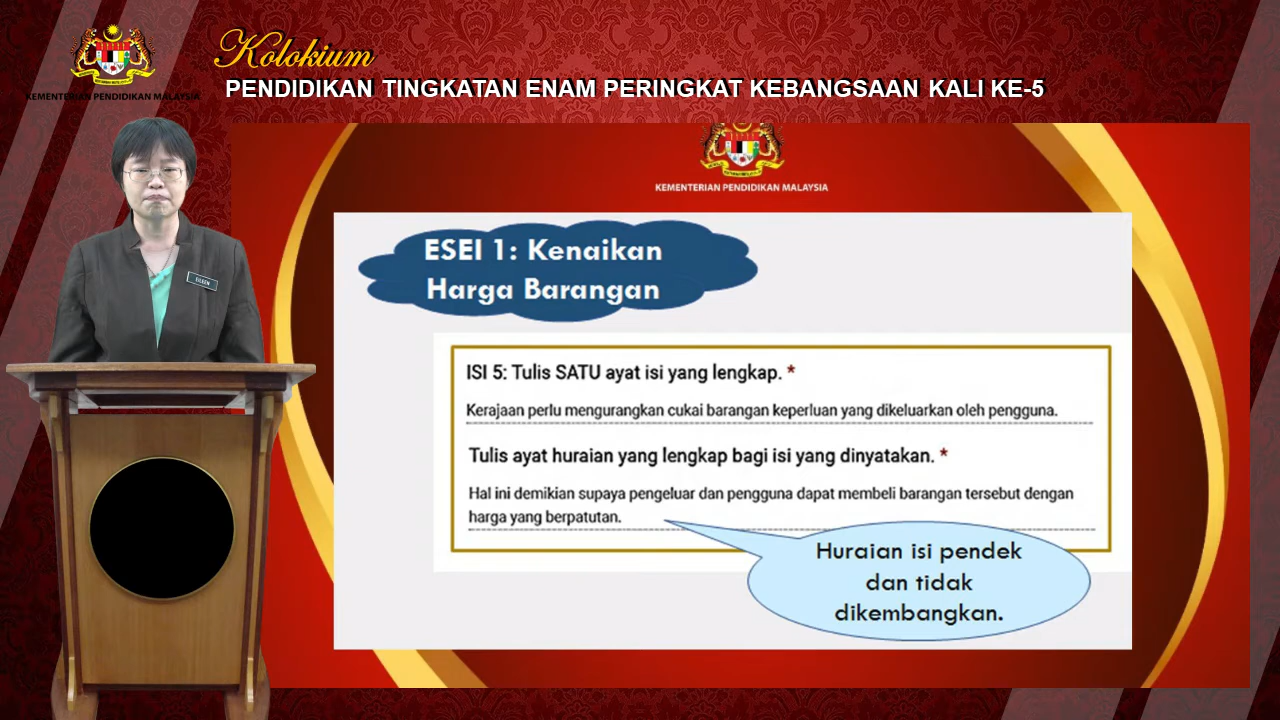 Kolokium
PENDIDIKAN TINGKATAN ENAM PERINGKAT KEBANGSAAN KALI KE-5
KEMENTERIAN PENDIDIKAN MALAYSIA
KEMENTERIAN PENDIDIKAN MALAYSIA
ESEI 1: Kenaikan
Harga Barangan
ISI 5: Tulis SATU ayat isi yang lengkap. *
Kerajaan perlu mengurangkan cukai barangan keperluan yang dikeluarkan oleh pengguna.
Tulis ayat huraian yang lengkap bagi isi yang dinyatakan. *
Hal ini demikian supaya pengeluar dan pengguna dapat membeli barangan tersebut dengan
harga yang berpatutan.
Huraian isi pendek
dan tidak
dikembangkan.
EILEEN